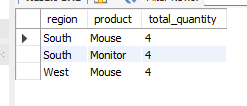 region product total_quantity
South Mouse 4
South Monitor 4
West Mouse 4